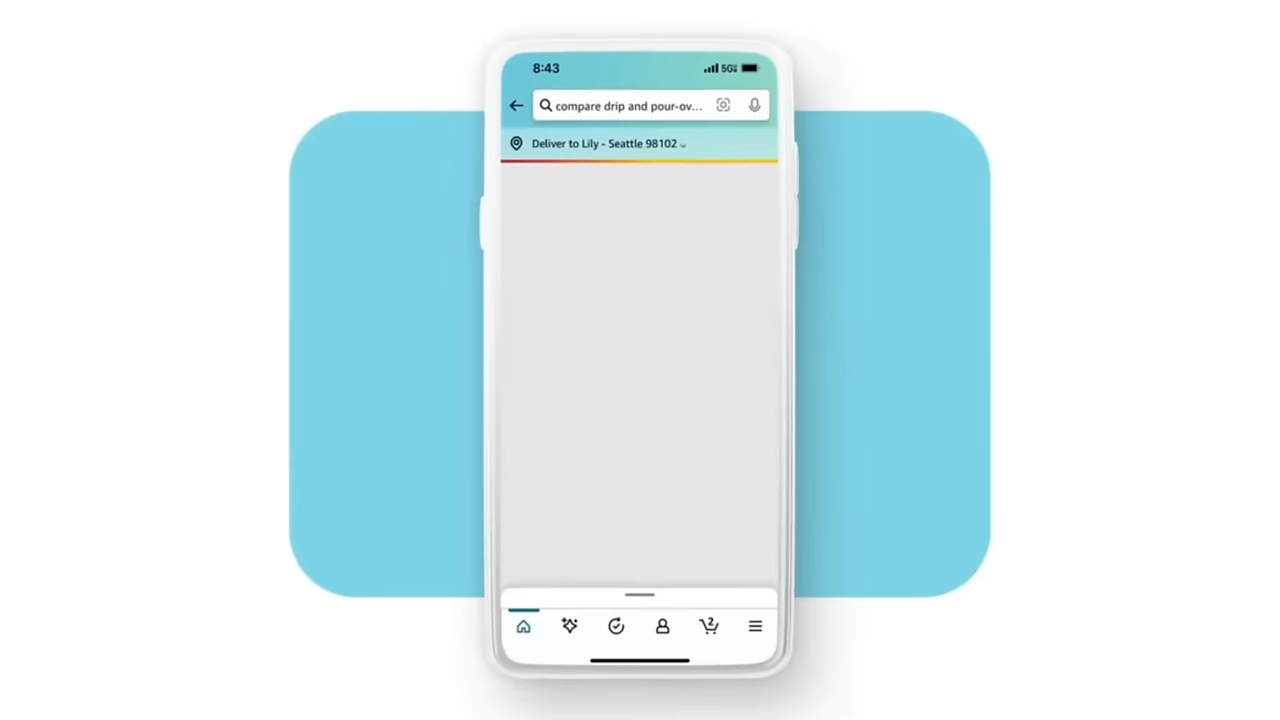 8:43 5G
compare drip and pour-ov...
Deliver to Lily - Seattle 98102
2